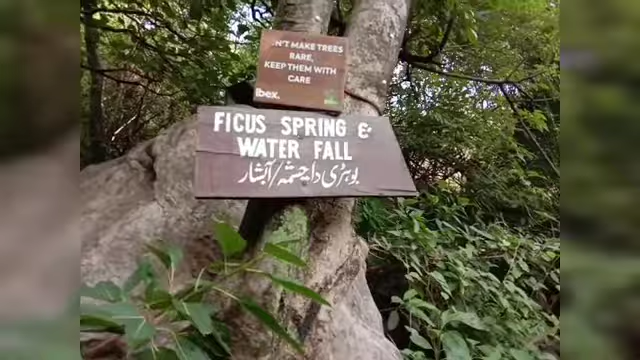 N'T MAKE TREES
RARE,
KEEP THEM WITH
CARE
ibex.
FICUS SPRING &
WATER FALL
بوہڑی دا چشمہ/آبشار